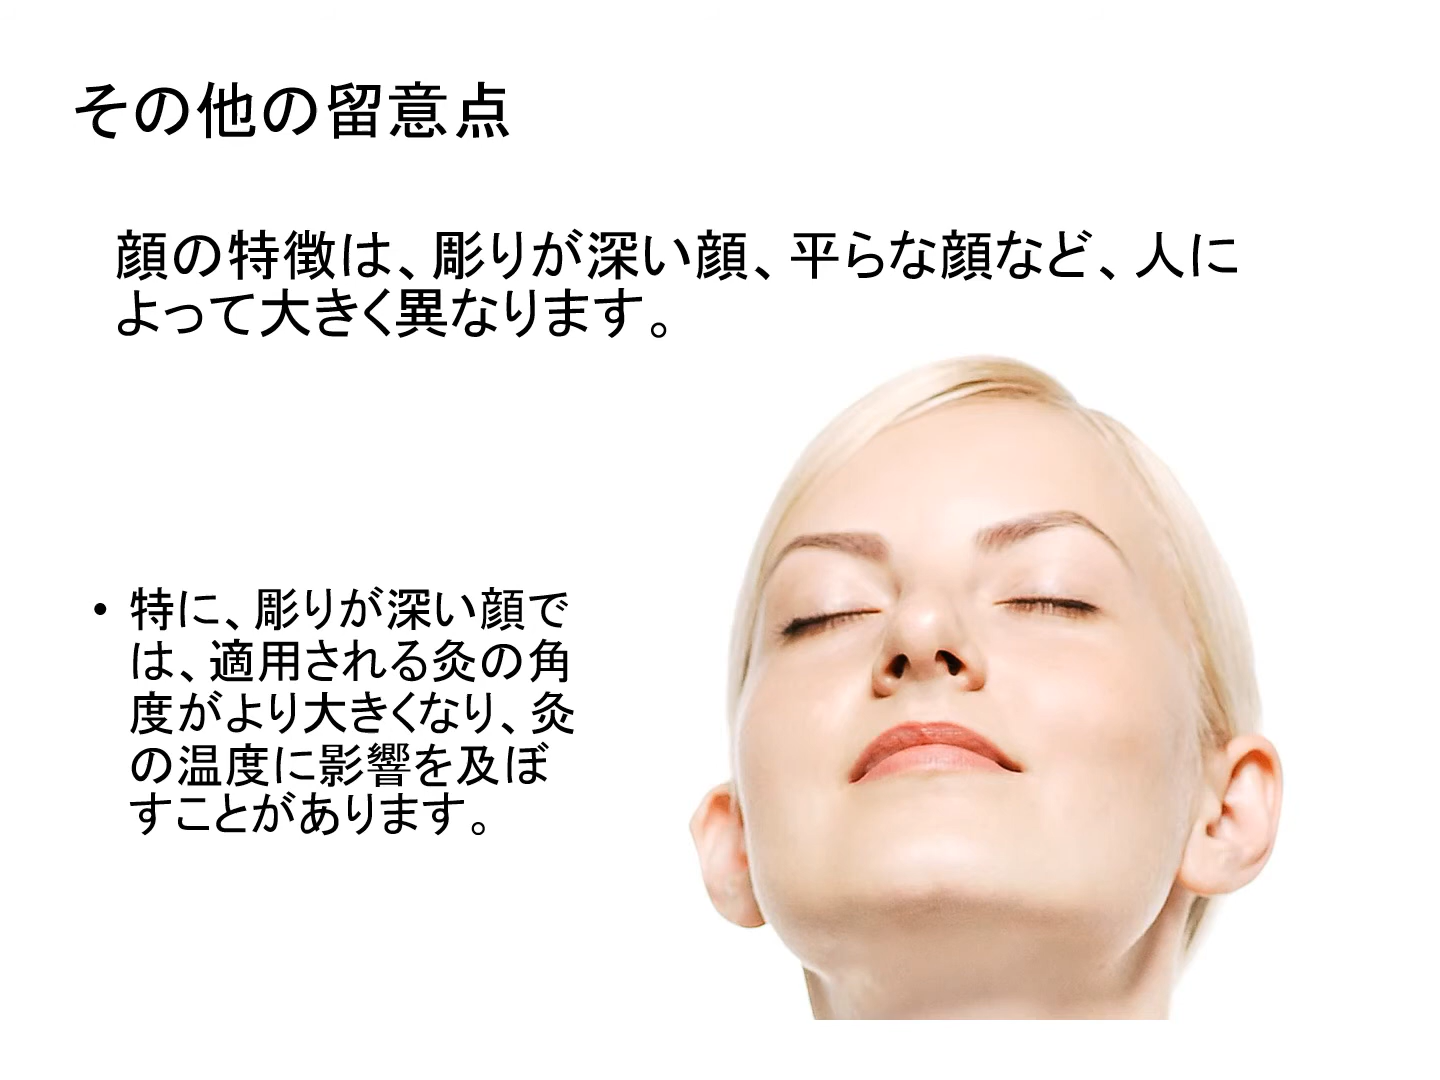 その他の留意点
顔の特徴は、彫りが深い顔、平らな顔など、人に
よって大きく異なります。
• 特に、彫りが深い顔で
は、適用される灸の角
度がより大きくなり、灸
の温度に影響を及ぼ
すことがあります。